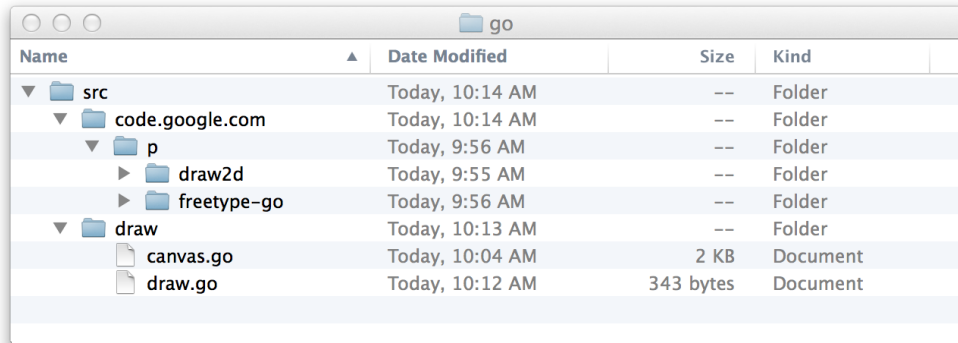 go
Name Date Modified Size Kind
src Today, 10:14 AM -- Folder
code.google.com Today, 10:14 AM -- Folder
p Today, 9:56 AM -- Folder
draw2d Today, 9:55 AM -- Folder
freetype-go Today, 9:56 AM -- Folder
draw Today, 10:13 AM -- Folder
canvas.go Today, 10:04 AM 2 KB Document
draw.go Today, 10:12 AM 343 bytes Document